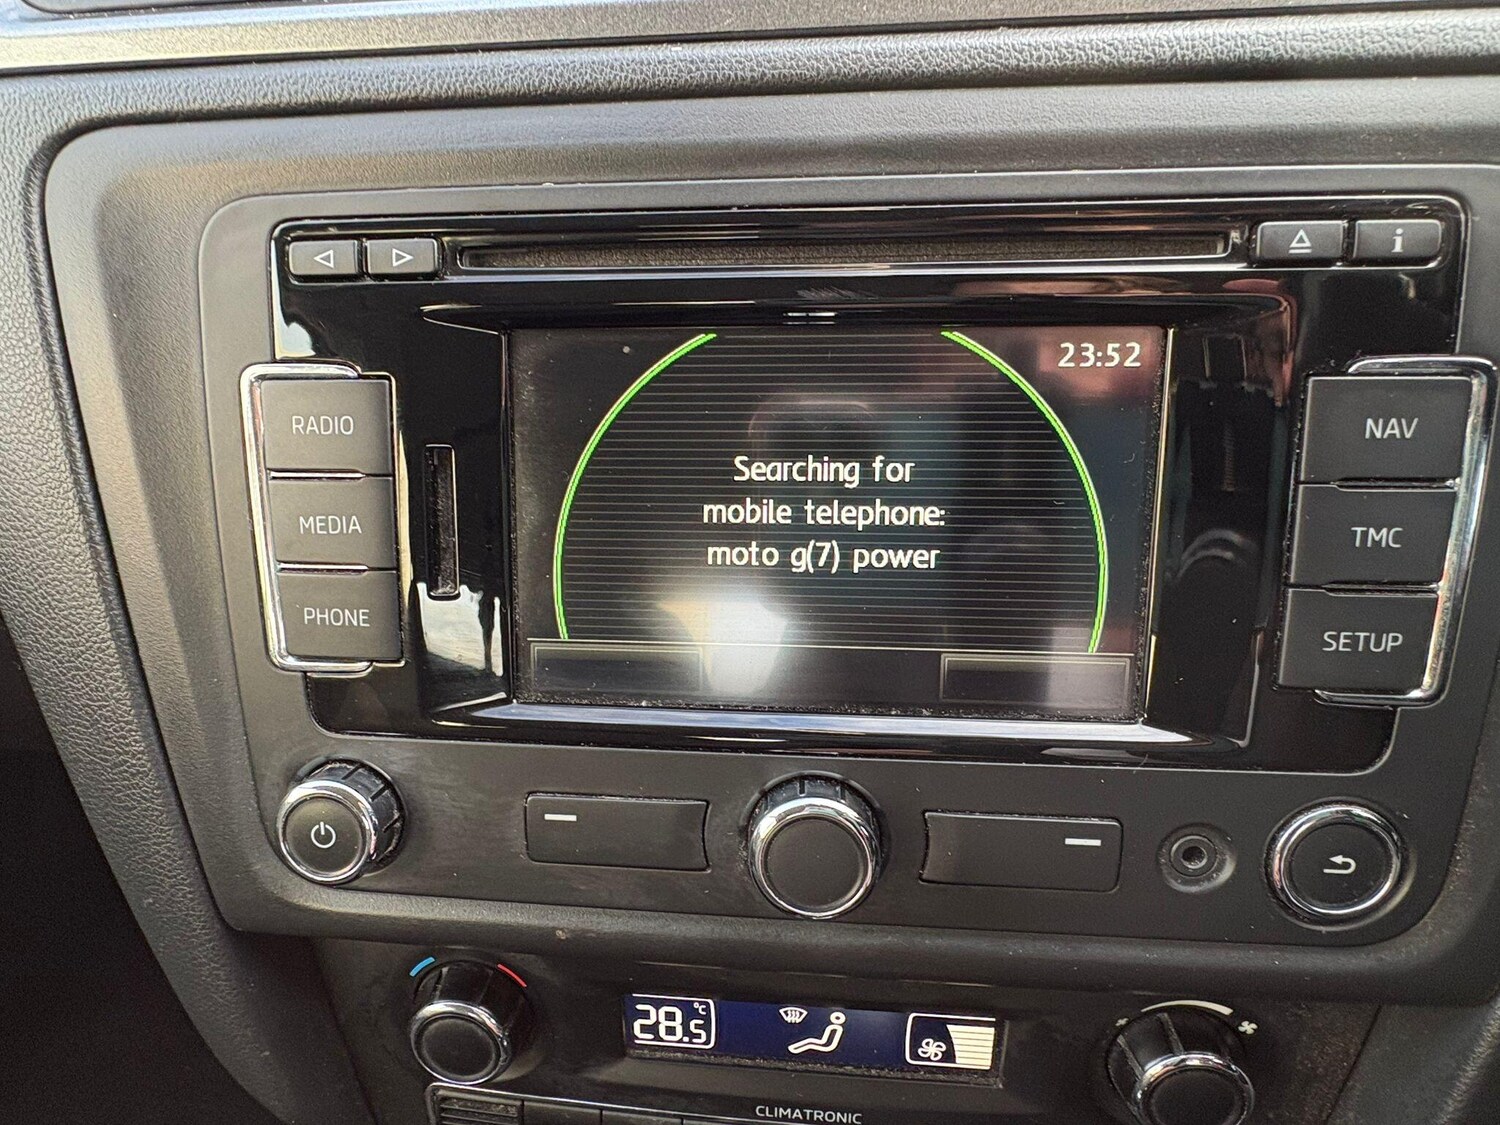 i
23:52
RADIO
MEDIA
PHONE
Searching for
mobile telephone:
moto g(7) power
NAV
TMC
SETUP
28.5 °C
CLIMATRONIC